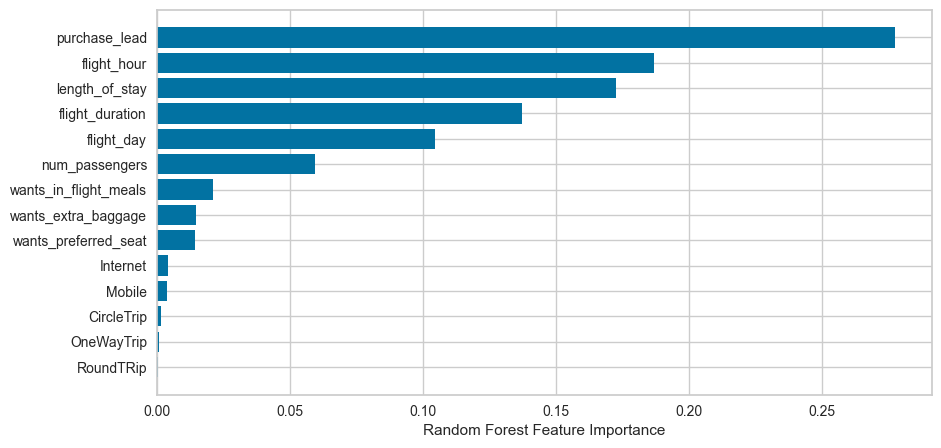 purchase_lead
flight_hour
length_of_stay
flight_duration
flight_day
num_passengers
wants_in_flight_meals
wants_extra_baggage
wants_preferred_seat
Internet
Mobile
CircleTrip
OneWayTrip
RoundTRip
0.00 0.05 0.10 0.15 0.20 0.25
Random Forest Feature Importance